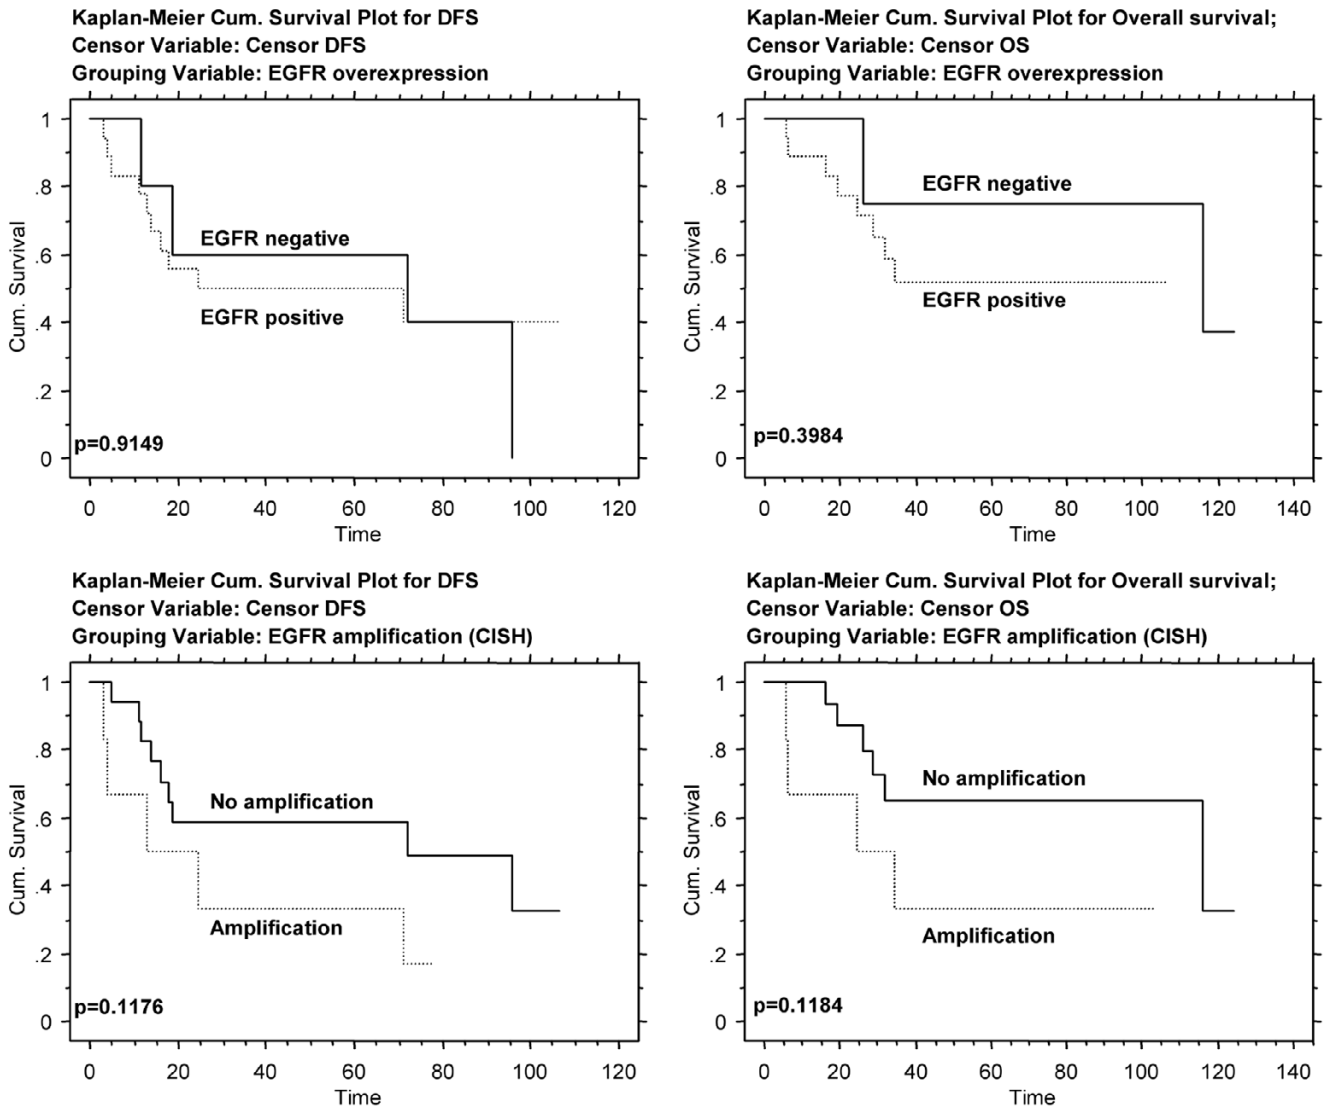 Kaplan-Meier Cum. Survival Plot for DFS
Censor Variable: Censor DFS
Grouping Variable: EGFR overexpression
1
.8
.6
.4
.2
0
Cum. Survival
EGFR negative
EGFR positive
p=0.9149
0 20 40 60 80 100 120
Time
Kaplan-Meier Cum. Survival Plot for Overall survival;
Censor Variable: Censor OS
Grouping Variable: EGFR overexpression
1
.8
.6
.4
.2
0
Cum. Survival
EGFR negative
EGFR positive
p=0.3984
0 20 40 60 80 100 120 140
Time
Kaplan-Meier Cum. Survival Plot for DFS
Censor Variable: Censor DFS
Grouping Variable: EGFR amplification (CISH)
1
.8
.6
.4
.2
0
Cum. Survival
No amplification
Amplification
p=0.1176
0 20 40 60 80 100 120
Time
Kaplan-Meier Cum. Survival Plot for Overall survival;
Censor Variable: Censor OS
Grouping Variable: EGFR amplification (CISH)
1
.8
.6
.4
.2
0
Cum. Survival
No amplification
Amplification
p=0.1184
0 20 40 60 80 100 120 140
Time